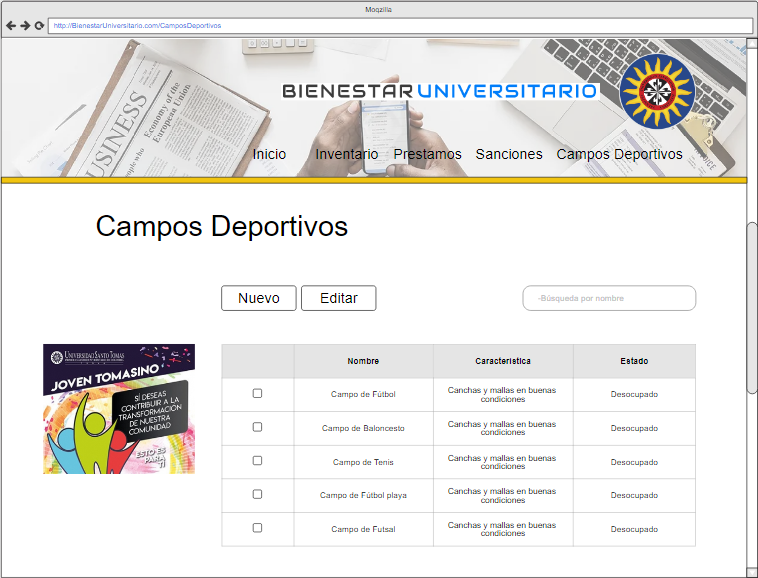 Moqzilla
http://BienestarUniversitario.com/CamposDeportivos
BUSINESS
Economy of the
European Union
BIENESTAR UNIVERSITARIO
Inicio Inventario Prestamos Sanciones Campos Deportivos
Campos Deportivos
Nuevo Editar -Búsqueda por nombre
UNIVERSIDAD SANTO TOMAS
JOVEN TOMASINO
SÍ DESEAS
CONTRIBUIR A LA
TRANSFORMACIÓN
DE NUESTRA
COMUNIDAD
ESTO ES
PARA TI
Nombre Característica Estado
Campo de Fútbol Canchas y mallas en buenas condiciones Desocupado
Campo de Baloncesto Canchas y mallas en buenas condiciones Desocupado
Campo de Tenis Canchas y mallas en buenas condiciones Desocupado
Campo de Fútbol playa Canchas y mallas en buenas condiciones Desocupado
Campo de Futsal Canchas y mallas en buenas condiciones Desocupado